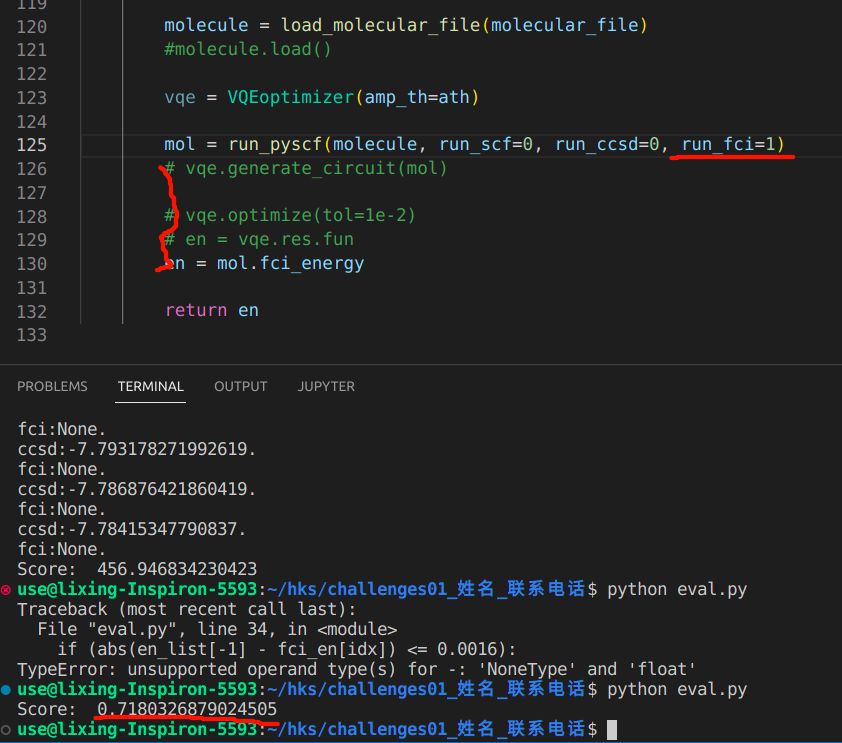 119
120 molecule = load_molecular_file(molecular_file)
121 #molecule.load()
122
123 vqe = VQEoptimizer(amp_th=ath)
124
125 mol = run_pyscf(molecule, run_scf=0, run_ccsd=0, run_fci=1)
126 # vqe.generate_circuit(mol)
127
128 # vqe.optimize(tol=1e-2)
129 # en = vqe.res.fun
130 en = mol.fci_energy
131
132 return en
133
PROBLEMS TERMINAL OUTPUT JUPYTER
fci:None.
ccsd:-7.793178271992619.
fci:None.
ccsd:-7.786876421860419.
fci:None.
ccsd:-7.78415347790837.
fci:None.
Score:  456.946834230423
use@lixing-Inspiron-5593:~/hks/challenges01_姓名_联系电话$ python eval.py
Traceback (most recent call last):
  File "eval.py", line 34, in <module>
    if (abs(en_list[-1] - fci_en[idx]) <= 0.0016):
TypeError: unsupported operand type(s) for -: 'NoneType' and 'float'
use@lixing-Inspiron-5593:~/hks/challenges01_姓名_联系电话$ python eval.py
Score:  0.7180326879024505
use@lixing-Inspiron-5593:~/hks/challenges01_姓名_联系电话$